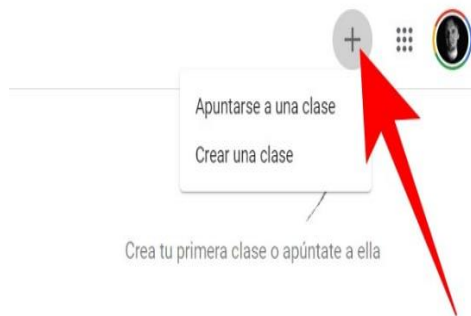 Apuntarse a una clase
Crear una clase
Crea tu primera clase o apúntate a ella